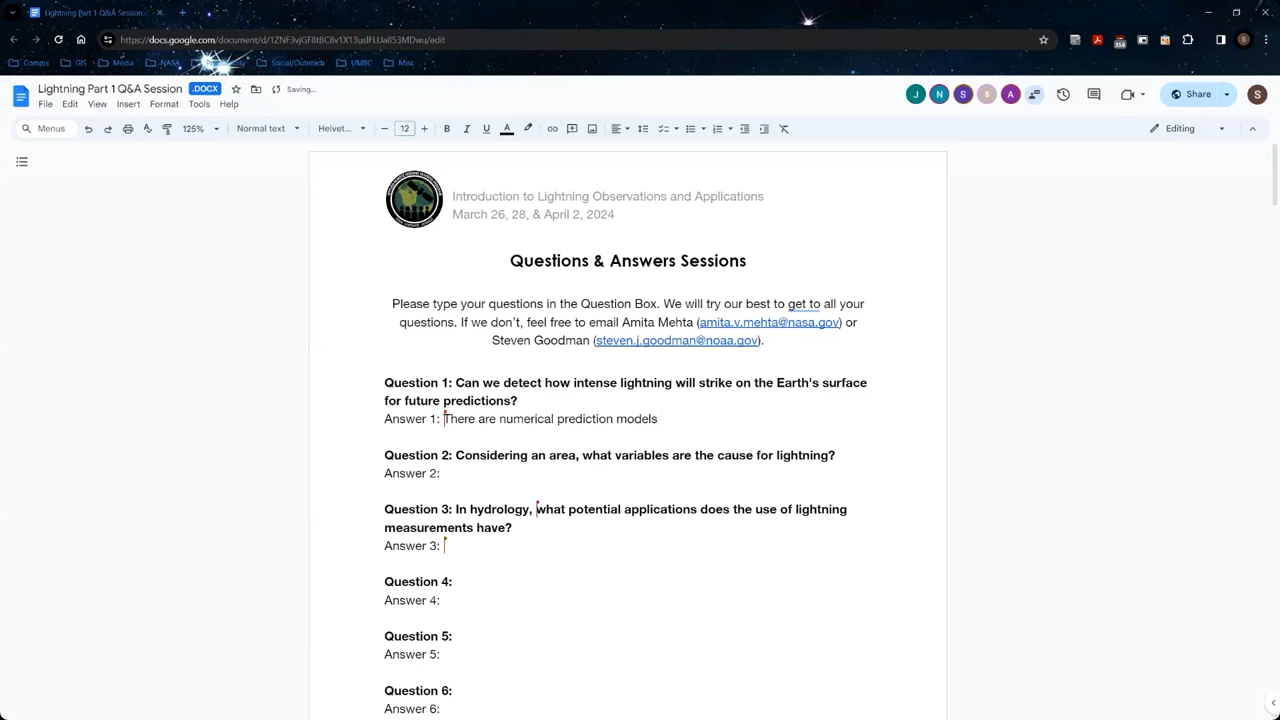 Lightning Part 1 Q&A Session
https://docs.google.com/document/d/1ZNF3vjGF8t8C8v1X13uslFLUa853MDwu/edit
Comps GIS Media NASA Social/Outreach UMBC Misc
Lightning Part 1 Q&A Session .DOCX Saving…
File Edit View Insert Format Tools Help
J N S S A Share S
Menus 125% Normal text Helvet... 12 B I U A Editing
Introduction to Lightning Observations and Applications
March 26, 28, & April 2, 2024
Questions & Answers Sessions
Please type your questions in the Question Box. We will try our best to get to all your
questions. If we don't, feel free to email Amita Mehta (amita.v.mehta@nasa.gov) or
Steven Goodman (steven.j.goodman@noaa.gov).
Question 1: Can we detect how intense lightning will strike on the Earth's surface
for future predictions?
Answer 1: There are numerical prediction models
Question 2: Considering an area, what variables are the cause for lightning?
Answer 2:
Question 3: In hydrology, what potential applications does the use of lightning
measurements have?
Answer 3:
Question 4:
Answer 4:
Question 5:
Answer 5:
Question 6:
Answer 6: